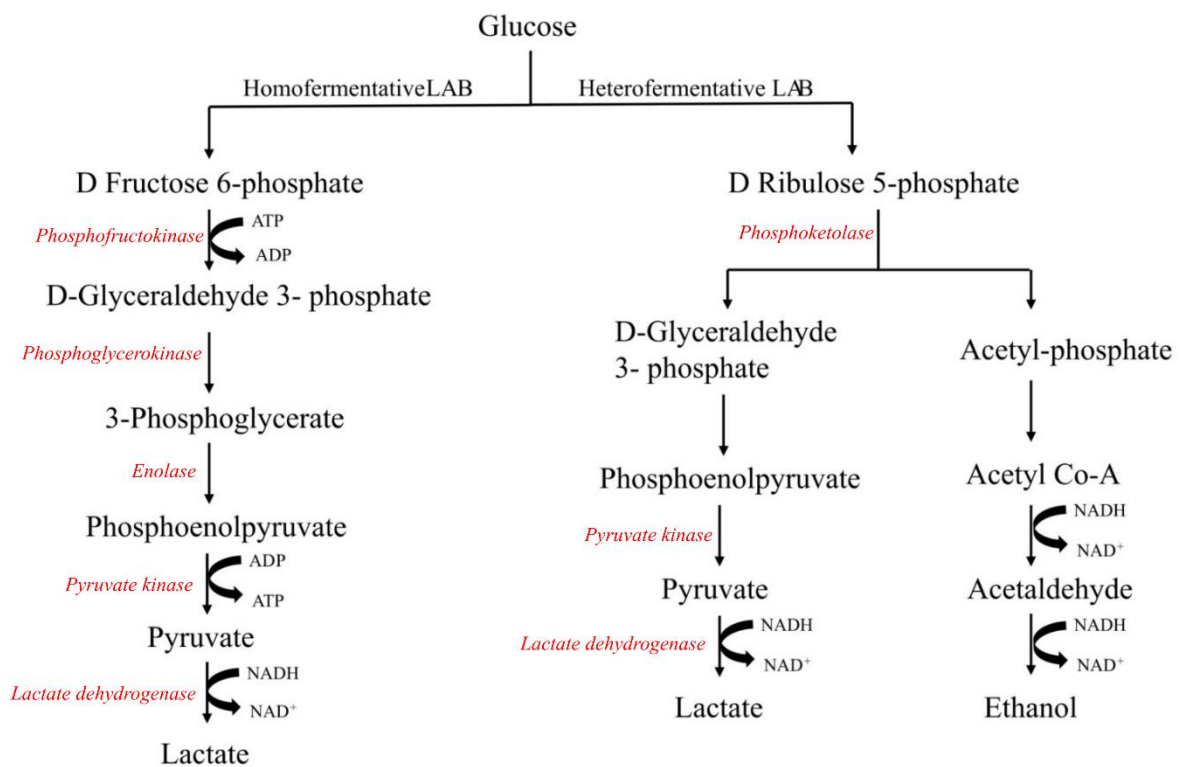 Glucose
Homofermentative LAB
Heterofermentative LAB
D Fructose 6-phosphate
Phosphofructokinase
ATP
ADP
D-Glyceraldehyde 3- phosphate
Phosphoglycerokinase
3-Phosphoglycerate
Enolase
Phosphoenolpyruvate
Pyruvate kinase
ADP
ATP
Pyruvate
Lactate dehydrogenase
NADH
NAD⁺
Lactate
D Ribulose 5-phosphate
Phosphoketolase
D-Glyceraldehyde
3- phosphate
Phosphoenolpyruvate
Pyruvate kinase
Pyruvate
Lactate dehydrogenase
NADH
NAD⁺
Lactate
Acetyl-phosphate
Acetyl Co-A
NADH
NAD⁺
Acetaldehyde
NADH
NAD⁺
Ethanol